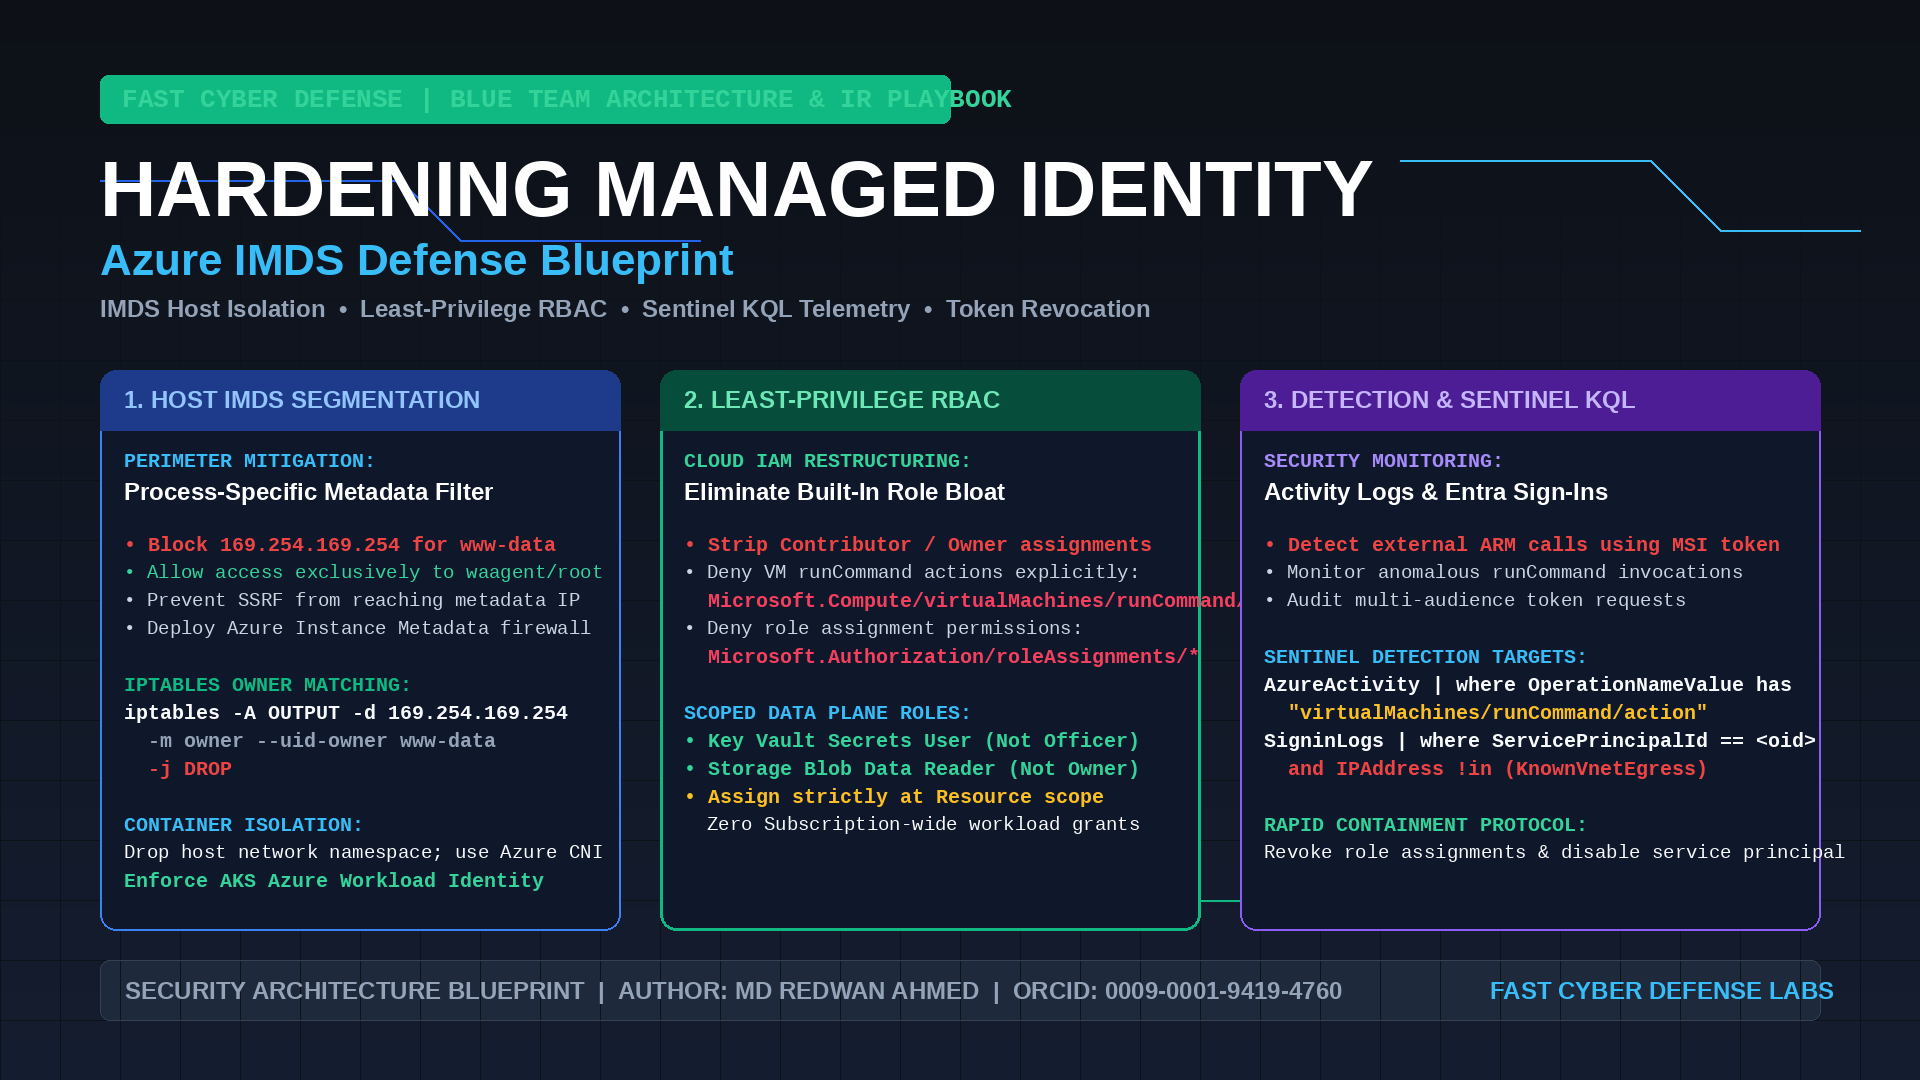 FAST CYBER DEFENSE | BLUE TEAM ARCHITECTURE & IR PLAYBOOK
HARDENING MANAGED IDENTITY
Azure IMDS Defense Blueprint
IMDS Host Isolation • Least-Privilege RBAC • Sentinel KQL Telemetry • Token Revocation
1. HOST IMDS SEGMENTATION
PERIMETER MITIGATION:
Process-Specific Metadata Filter
• Block 169.254.169.254 for www-data
• Allow access exclusively to waagent/root
• Prevent SSRF from reaching metadata IP
• Deploy Azure Instance Metadata firewall
IPTABLES OWNER MATCHING:
iptables -A OUTPUT -d 169.254.169.254
-m owner --uid-owner www-data
-j DROP
CONTAINER ISOLATION:
Drop host network namespace; use Azure CNI
Enforce AKS Azure Workload Identity
2. LEAST-PRIVILEGE RBAC
CLOUD IAM RESTRUCTURING:
Eliminate Built-In Role Bloat
• Strip Contributor / Owner assignments
• Deny VM runCommand actions explicitly:
Microsoft.Compute/virtualMachines/runCommand/
• Deny role assignment permissions:
Microsoft.Authorization/roleAssignments/*
SCOPED DATA PLANE ROLES:
• Key Vault Secrets User (Not Officer)
• Storage Blob Data Reader (Not Owner)
• Assign strictly at Resource scope
Zero Subscription-wide workload grants
3. DETECTION & SENTINEL KQL
SECURITY MONITORING:
Activity Logs & Entra Sign-Ins
• Detect external ARM calls using MSI token
• Monitor anomalous runCommand invocations
• Audit multi-audience token requests
SENTINEL DETECTION TARGETS:
AzureActivity | where OperationNameValue has
"virtualMachines/runCommand/action"
SigninLogs | where ServicePrincipalId == <oid>
and IPAddress !in (KnownVnetEgress)
RAPID CONTAINMENT PROTOCOL:
Revoke role assignments & disable service principal
SECURITY ARCHITECTURE BLUEPRINT | AUTHOR: MD REDWAN AHMED | ORCID: 0009-0001-9419-4760
FAST CYBER DEFENSE LABS